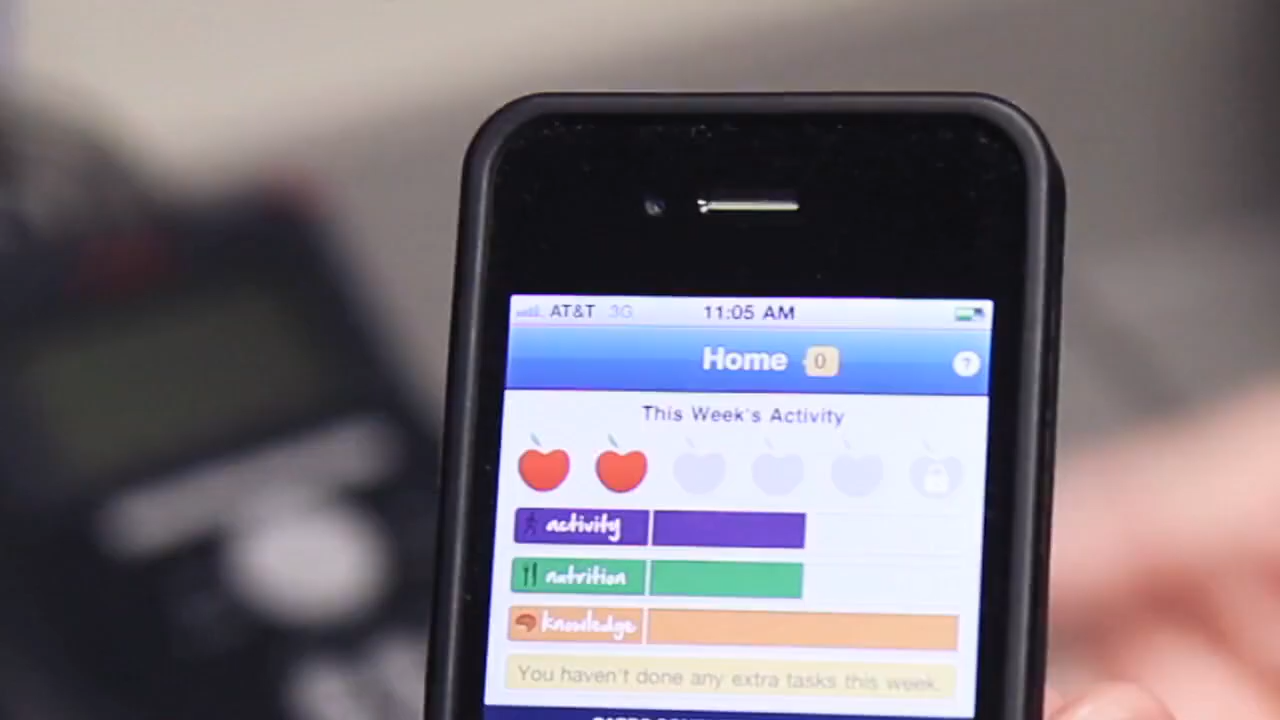 AT&T 3G 11:05 AM
Home 0 ?
This Week's Activity
activity
nutrition
knowledge
You haven't done any extra tasks this week.